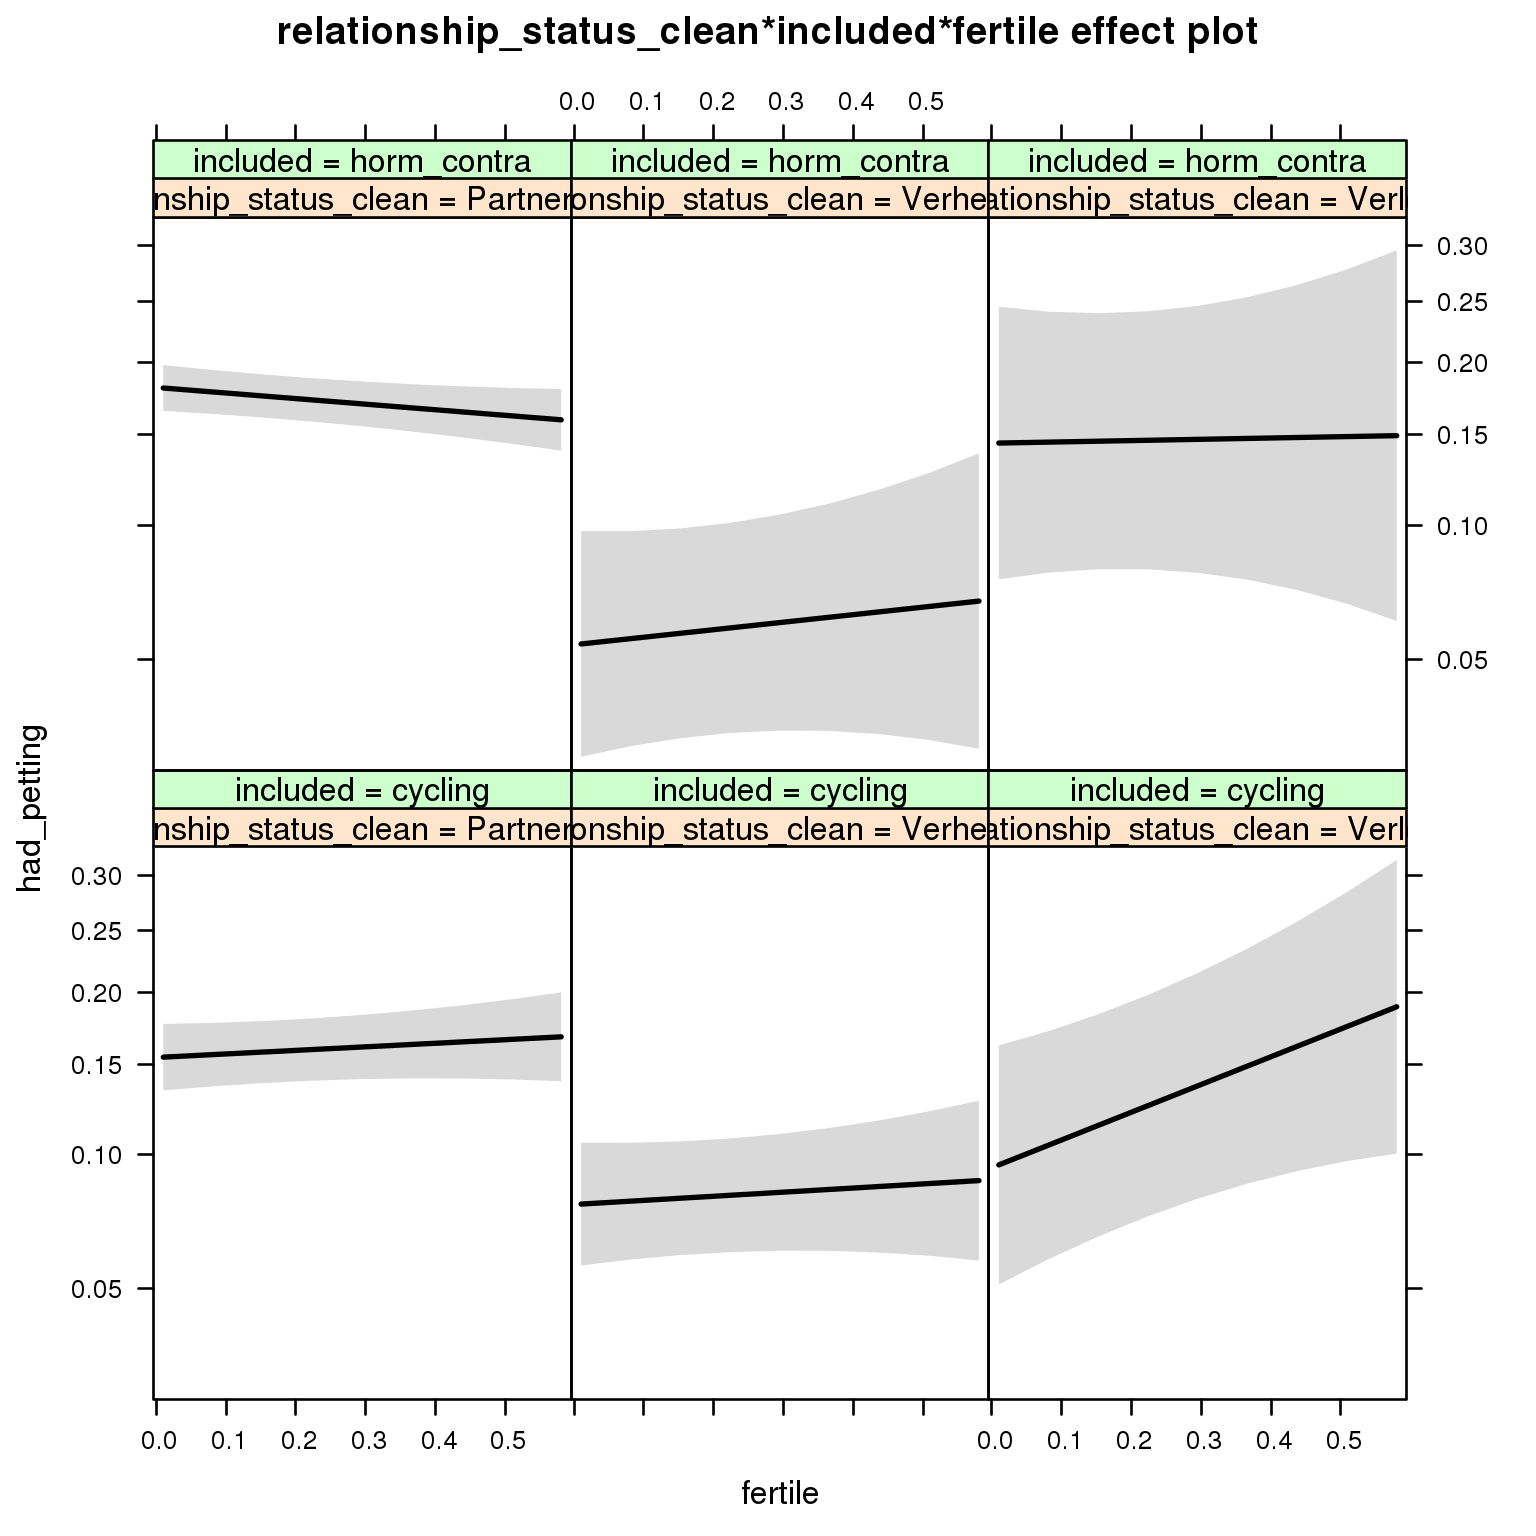 relationship_status_clean*included*fertile effect plot
0.0 0.1 0.2 0.3 0.4 0.5
included = horm_contra included = horm_contra included = horm_contra
nship_status_clean = Partner onship_status_clean = Verhe ationship_status_clean = Verl
0.30
0.25
0.20
0.15
0.10
0.05
had_petting
included = cycling included = cycling included = cycling
nship_status_clean = Partner onship_status_clean = Verhe ationship_status_clean = Verl
0.30
0.25
0.20
0.15
0.10
0.05
0.0 0.1 0.2 0.3 0.4 0.5 0.0 0.1 0.2 0.3 0.4 0.5
fertile